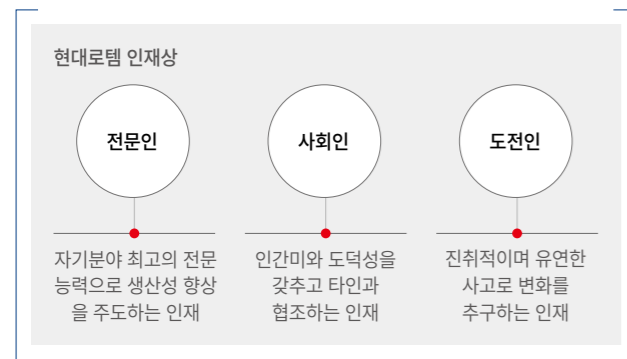 현대로템 인재상
전문인
사회인
도전인
자기분야 최고의 전문
능력으로 생산성 향상
을 주도하는 인재
인간미와 도덕성을
갖추고 타인과
협조하는 인재
진취적이며 유연한
사고로 변화를
추구하는 인재